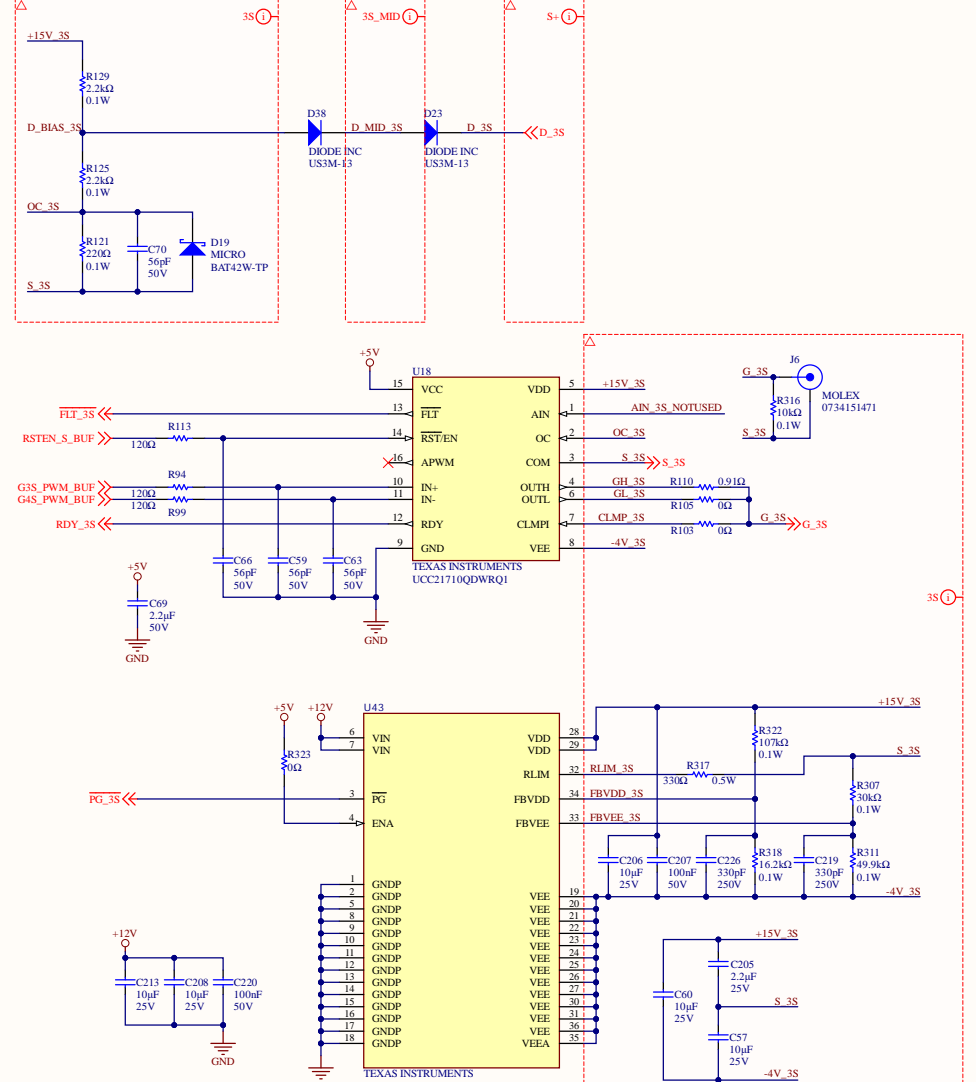 3S i
3S_MID i
S+ i
+15V_3S
R129
2.2kΩ
0.1W
D_BIAS_3S
D38
DIODE INC
US3M-13
D_MID_3S
D23
DIODE INC
US3M-13
D_3S
D_3S
R125
2.2kΩ
0.1W
OC_3S
R121
220Ω
0.1W
C70
56pF
50V
D19
MICRO
BAT42W-TP
S_3S
+5V
U18
15 VCC
VDD 5 +15V_3S
FLT_3S
13 FLT
AIN 1 AIN_3S_NOTUSED
RSTEN_S_BUF
R113
120Ω
14 RST/EN
OC 2 OC_3S
16 APWM
COM 3 S_3S
S_3S
G3S_PWM_BUF
R94
120Ω
10 IN+
OUTH 4 GH_3S
R110 0.91Ω
G4S_PWM_BUF
120Ω
R99
11 IN-
OUTL 6 GL_3S
R105 0Ω
RDY_3S
12 RDY
CLMPI 7 CLMP_3S
R103 0Ω
G_3S
G_3S
9 GND
VEE 8 -4V_3S
TEXAS INSTRUMENTS
UCC21710QDWRQ1
J6
G_3S
MOLEX
0734151471
R316
10kΩ
0.1W
S_3S
C66
56pF
50V
C59
56pF
50V
C63
56pF
50V
GND
+5V
C69
2.2µF
50V
GND
3S i
+5V
+12V
U43
R323
0Ω
6 VIN
7 VIN
VDD 28
VDD 29
+15V_3S
R322
107kΩ
0.1W
RLIM 32 RLIM_3S
R317
330Ω 0.5W
S_3S
PG_3S
3 PG
FBVDD 34 FBVDD_3S
R307
30kΩ
0.1W
4 ENA
FBVEE 33 FBVEE_3S
C206
10µF
25V
C207
100nF
50V
C226
330pF
250V
R318
16.2kΩ
0.1W
C219
330pF
250V
R311
49.9kΩ
0.1W
-4V_3S
1 GNDP
2 GNDP
5 GNDP
8 GNDP
9 GNDP
10 GNDP
11 GNDP
12 GNDP
13 GNDP
14 GNDP
15 GNDP
16 GNDP
17 GNDP
18 GNDP
VEE 19
VEE 20
VEE 21
VEE 22
VEE 23
VEE 24
VEE 25
VEE 26
VEE 27
VEE 30
VEE 31
VEE 36
VEEA 35
TEXAS INSTRUMENTS
+12V
C213
10µF
25V
C208
10µF
25V
C220
100nF
50V
GND
+15V_3S
C205
2.2µF
25V
C60
10µF
25V
S_3S
C57
10µF
25V
-4V_3S